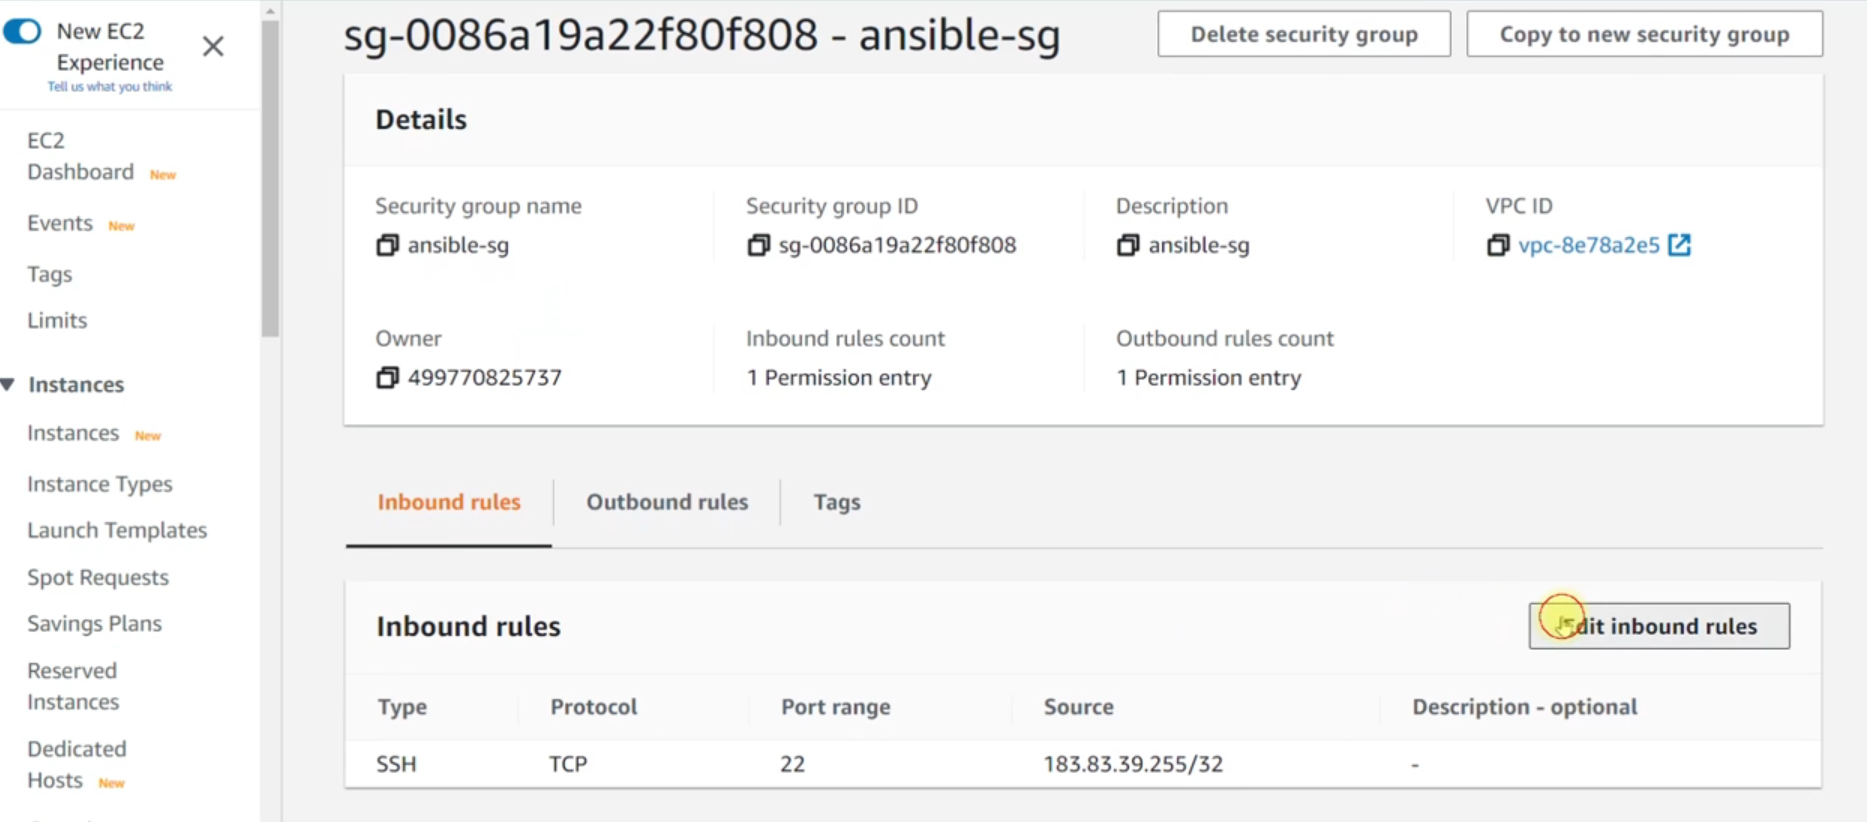 New EC2
Experience
Tell us what you think
EC2
Dashboard New
Events New
Tags
Limits
Instances
Instances New
Instance Types
Launch Templates
Spot Requests
Savings Plans
Reserved
Instances
Dedicated
Hosts New
sg-0086a19a22f80f808 - ansible-sg
Delete security group
Copy to new security group
Details
Security group name
ansible-sg
Security group ID
sg-0086a19a22f80f808
Description
ansible-sg
VPC ID
vpc-8e78a2e5
Owner
499770825737
Inbound rules count
1 Permission entry
Outbound rules count
1 Permission entry
Inbound rules Outbound rules Tags
Inbound rules
Edit inbound rules
Type Protocol Port range Source Description - optional
SSH TCP 22 183.83.39.255/32 -